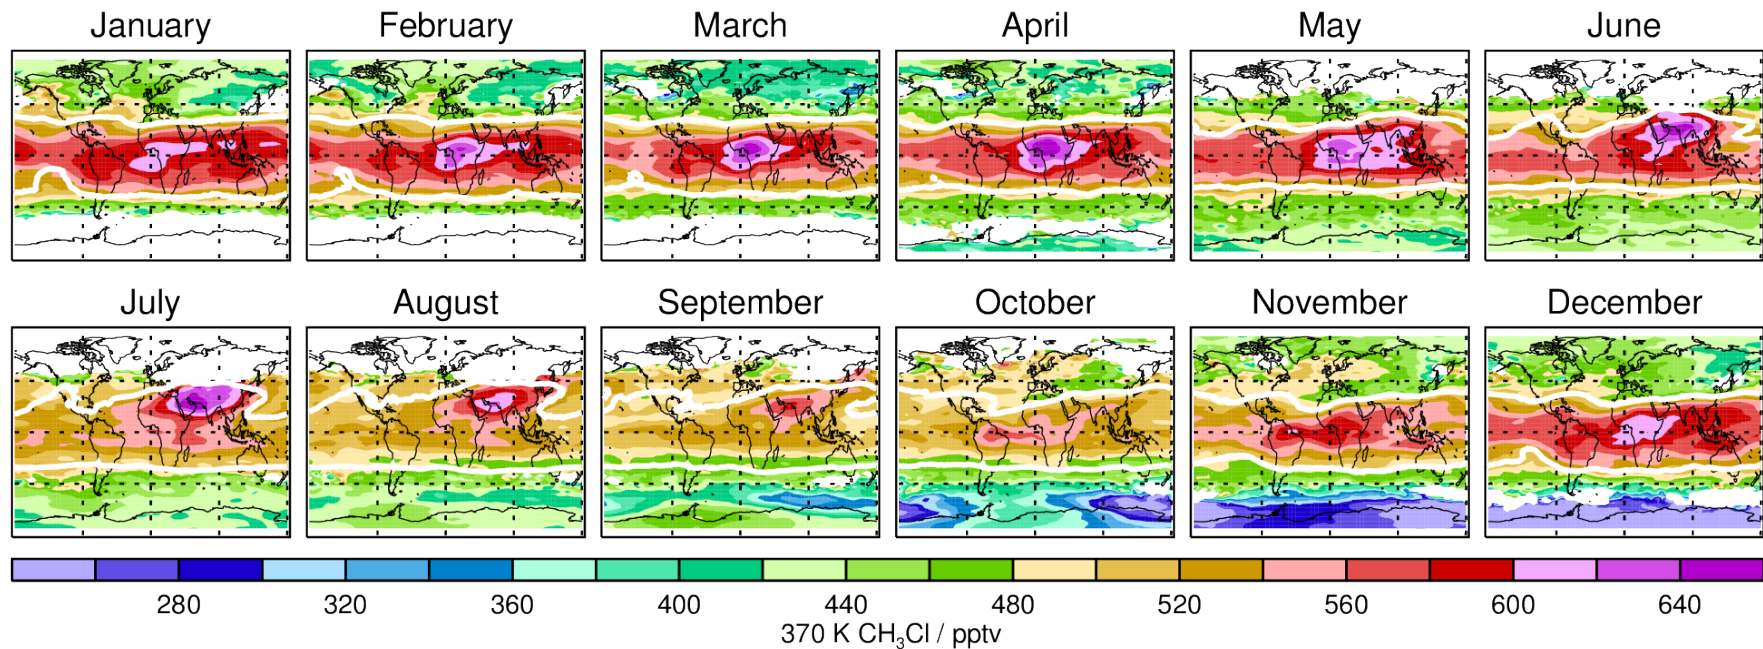 January February March April May June
July August September October November December
280 320 360 400 440 480 520 560 600 640
370 K CH₃Cl / pptv